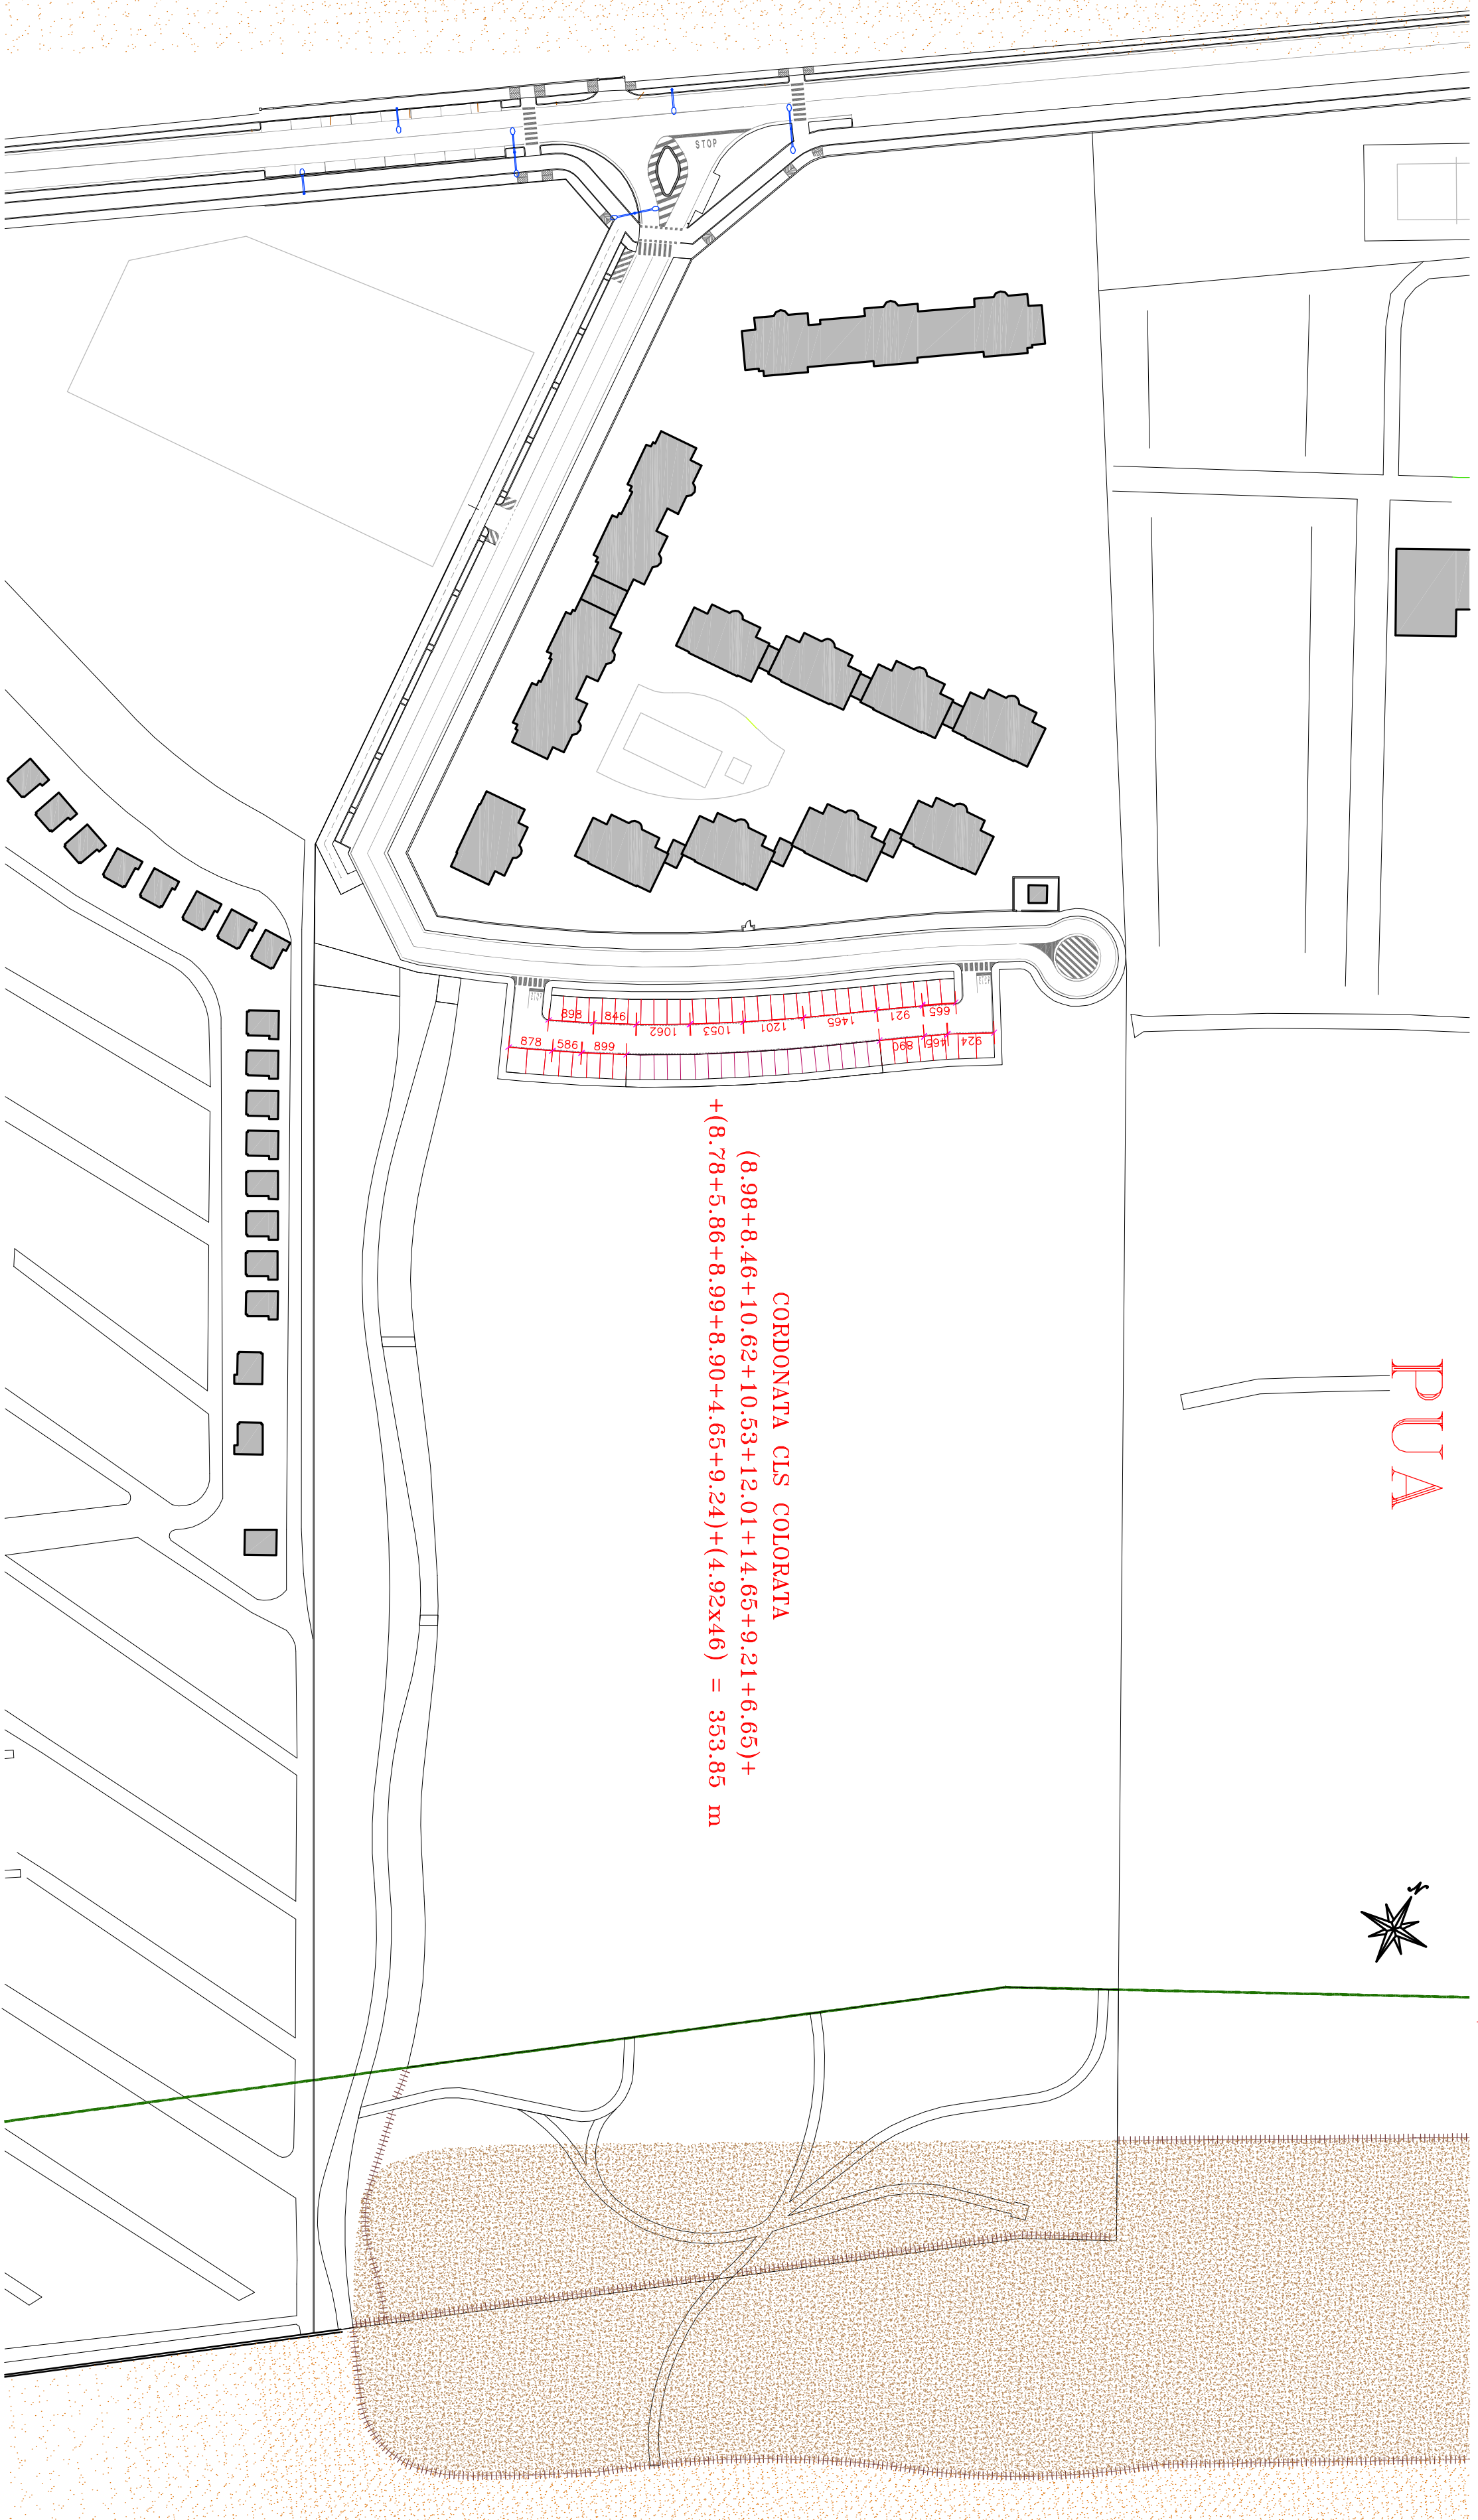 STOP
898 846 1062 1053 1201 1465 921 665
878 586 899 890 465 924
STOP
STOP
CORDONATA CLS COLORATA
(8.98+8.46+10.62+10.53+12.01+14.65+9.21+6.65)+
+(8.78+5.86+8.99+8.90+4.65+9.24)+(4.92x46) = 353.85 m
PUA
N